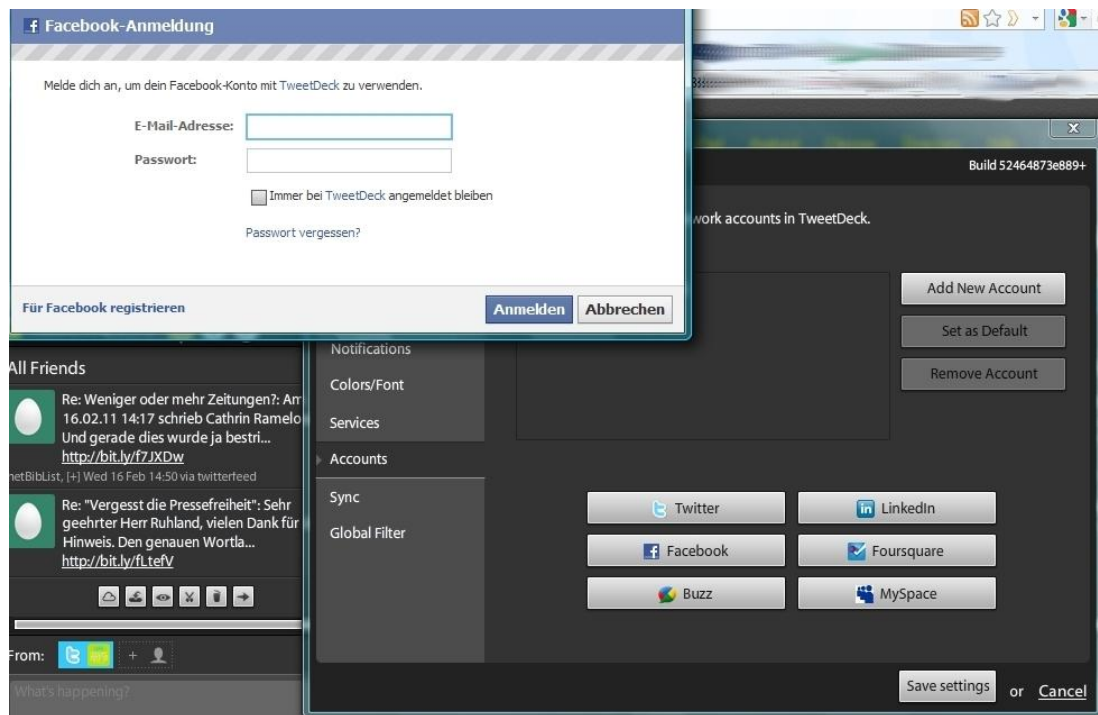 Facebook-Anmeldung
Melde dich an, um dein Facebook-Konto mit TweetDeck zu verwenden.
E-Mail-Adresse:
Passwort:
Immer bei TweetDeck angemeldet bleiben
Passwort vergessen?
Für Facebook registrieren
Anmelden
Abbrechen
Build 52464873e889+
work accounts in TweetDeck.
Add New Account
Set as Default
Remove Account
Notifications
Colors/Font
Services
Accounts
Sync
Global Filter
Twitter
LinkedIn
Facebook
Foursquare
Buzz
MySpace
Save settings or Cancel
All Friends
Re: Weniger oder mehr Zeitungen?: Am
16.02.11 14:17 schrieb Cathrin Ramelo
Und gerade dies wurde ja bestri...
http://bit.ly/f7JXDw
netBibList, [+] Wed 16 Feb 14:50 via twitterfeed
Re: "Vergesst die Pressefreiheit": Sehr
geehrter Herr Ruhland, vielen Dank für
Hinweis. Den genauen Wortla...
http://bit.ly/fLtefV
From:
What's happening?